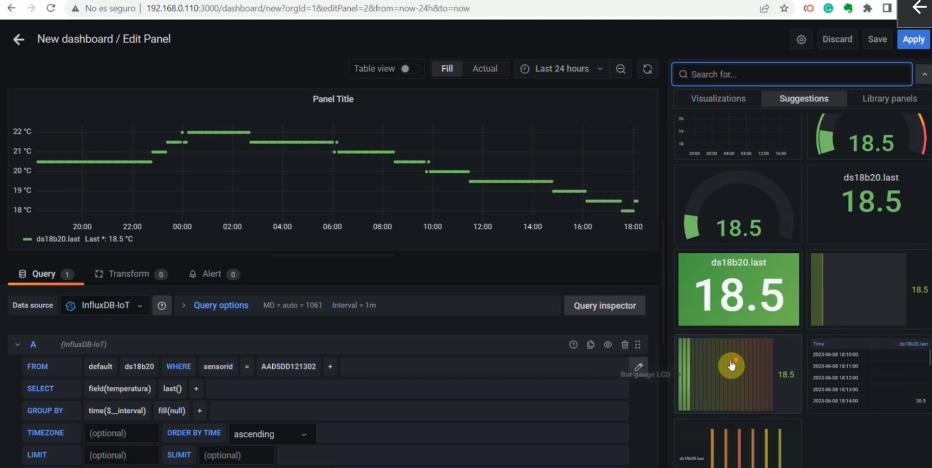 No es seguro | 192.168.0.110:3000/dashboard/new?orgId=1&editPanel=2&from=now-24h&to=now
New dashboard / Edit Panel
Discard
Save
Apply
Table view
Fill
Actual
Last 24 hours
Search for...
Visualizations
Suggestions
Library panels
Panel Title
22 °C
21 °C
20 °C
19 °C
18 °C
20:00 22:00 00:00 02:00 04:00 06:00 08:00 10:00 12:00 14:00 16:00 18:00
ds18b20.last Last *: 18.5 °C
18.5
18.5
ds18b20.last
18.5
ds18b20.last
18.5
18.5
Bar gauge LCD
18.5
Time ds18b20.last
2023-06-08 18:10:00
2023-06-08 18:11:00
2023-06-08 18:12:00
2023-06-08 18:13:00
2023-06-08 18:14:00
ds18b20.last
Query 1
Transform 0
Alert 0
Data source
InfluxDB-IoT
Query options
MD = auto = 1061
Interval = 1m
Query inspector
A (InfluxDB-IoT)
FROM default ds18b20 WHERE sensorid = AAD5DD121302 +
SELECT field(temperatura) last() +
GROUP BY time($__interval) fill(null) +
TIMEZONE (optional) ORDER BY TIME ascending
LIMIT (optional) SLIMIT (optional)